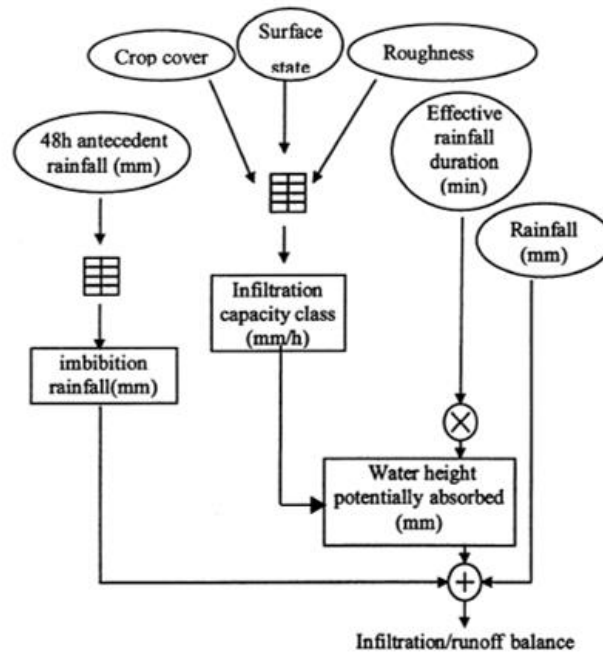 Crop cover
Surface
state
Roughness
48h antecedent
rainfall (mm)
Effective
rainfall
duration
(min)
Rainfall
(mm)
Infiltration
capacity class
(mm/h)
imbibition
rainfall(mm)
Water height
potentially absorbed
(mm)
Infiltration/runoff balance